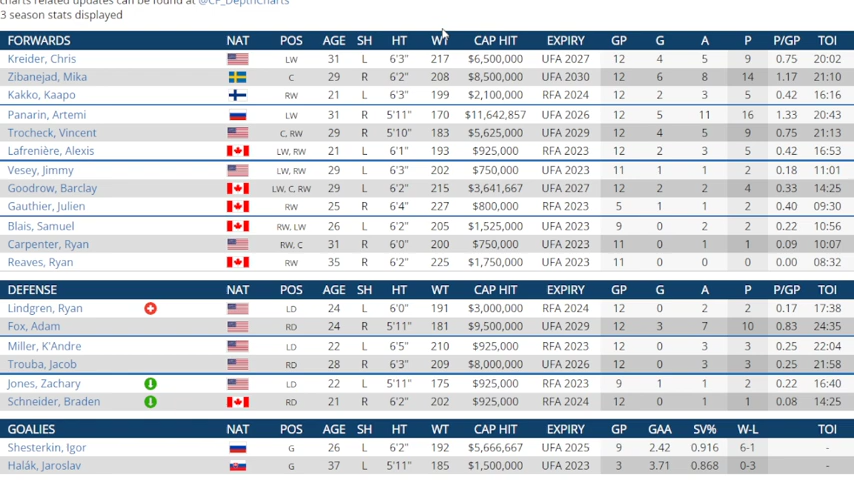 charts related updates can be found at @CF_DepthCharts
3 season stats displayed
FORWARDS NAT POS AGE SH HT WT CAP HIT EXPIRY GP G A P P/GP TOI
Kreider, Chris LW 31 L 6'3" 217 $6,500,000 UFA 2027 12 4 5 9 0.75 20:02
Zibanejad, Mika C 29 R 6'2" 208 $8,500,000 UFA 2030 12 6 8 14 1.17 21:10
Kakko, Kaapo RW 21 L 6'3" 199 $2,100,000 RFA 2024 12 2 3 5 0.42 16:16
Panarin, Artemi LW 31 R 5'11" 170 $11,642,857 UFA 2026 12 5 11 16 1.33 20:43
Trocheck, Vincent C, RW 29 R 5'10" 183 $5,625,000 UFA 2029 12 4 5 9 0.75 21:13
Lafrenière, Alexis LW, RW 21 L 6'1" 193 $925,000 RFA 2023 12 2 3 5 0.42 16:53
Vesey, Jimmy LW, RW 29 L 6'3" 202 $750,000 UFA 2023 11 1 1 2 0.18 11:01
Goodrow, Barclay LW, C, RW 29 L 6'2" 215 $3,641,667 UFA 2027 12 2 2 4 0.33 14:25
Gauthier, Julien RW 25 R 6'4" 227 $800,000 RFA 2023 5 1 1 2 0.40 09:30
Blais, Samuel RW, LW 26 L 6'2" 205 $1,525,000 UFA 2023 9 0 2 2 0.22 10:56
Carpenter, Ryan RW, C 31 R 6'0" 200 $750,000 UFA 2023 11 0 1 1 0.09 10:07
Reaves, Ryan RW 35 R 6'2" 225 $1,750,000 UFA 2023 11 0 0 0 0.00 08:32
DEFENSE NAT POS AGE SH HT WT CAP HIT EXPIRY GP G A P P/GP TOI
Lindgren, Ryan LD 24 L 6'0" 191 $3,000,000 RFA 2024 12 0 2 2 0.17 17:38
Fox, Adam RD 24 R 5'11" 181 $9,500,000 UFA 2029 12 3 7 10 0.83 24:35
Miller, K'Andre LD 22 L 6'5" 210 $925,000 RFA 2023 12 0 3 3 0.25 22:04
Trouba, Jacob RD 28 R 6'3" 209 $8,000,000 UFA 2026 12 0 3 3 0.25 21:58
Jones, Zachary LD 22 L 5'11" 175 $925,000 RFA 2023 9 1 1 2 0.22 16:40
Schneider, Braden RD 21 R 6'2" 202 $925,000 RFA 2024 12 0 1 1 0.08 14:25
GOALIES NAT POS AGE SH HT WT CAP HIT EXPIRY GP GAA SV% W-L TOI
Shesterkin, Igor G 26 L 6'2" 192 $5,666,667 UFA 2025 9 2.42 0.916 6-1 -
Halák, Jaroslav G 37 L 5'11" 185 $1,500,000 UFA 2023 3 3.71 0.868 0-3 -